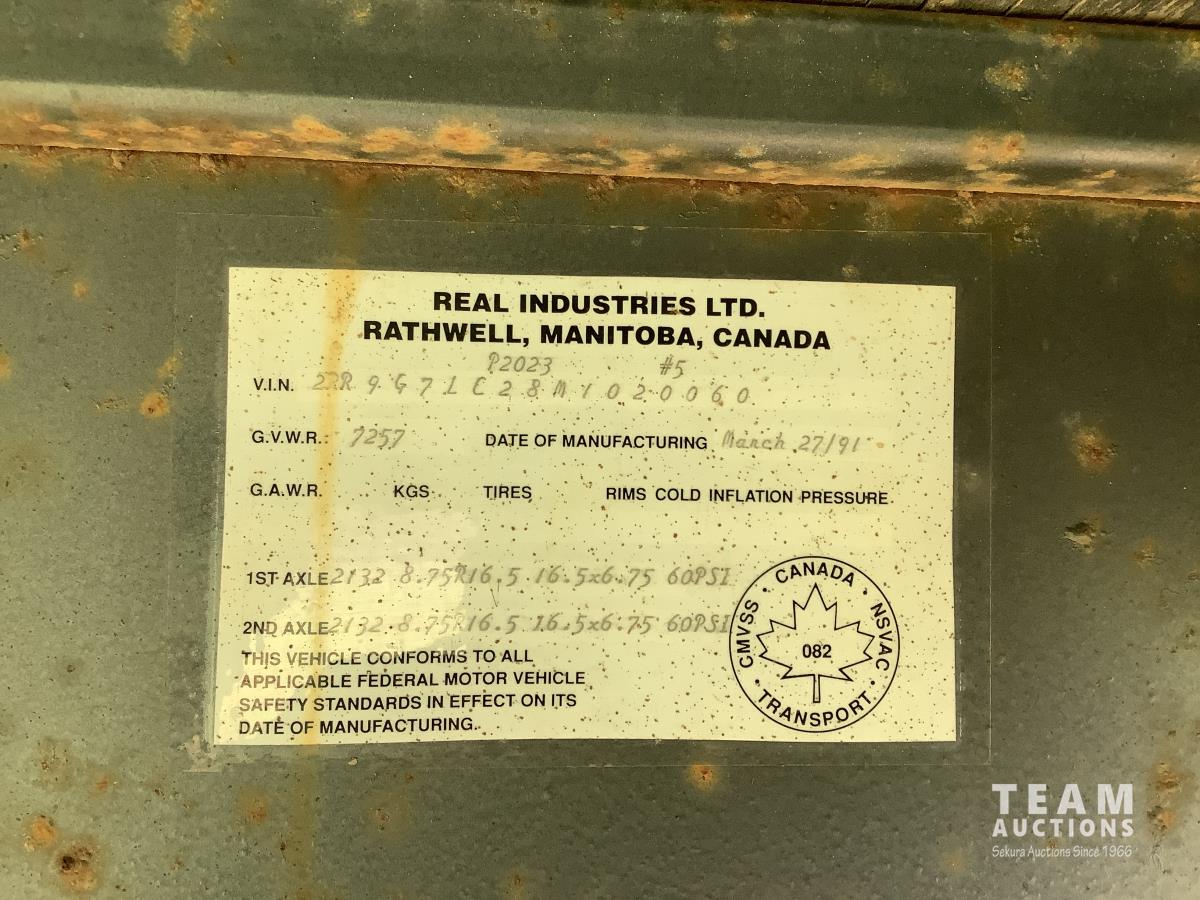 REAL INDUSTRIES LTD.
RATHWELL, MANITOBA, CANADA
P2023 #5
V.I.N. 2RR9G71C28M1020060
G.V.W.R.: 7257 DATE OF MANUFACTURING March 27/91
G.A.W.R. KGS TIRES RIMS COLD INFLATION PRESSURE
1ST AXLE 2132 8.75R16.5 16.5x6.75 60PSI
2ND AXLE 2132 8.75R16.5 16.5x6.75 60PSI
THIS VEHICLE CONFORMS TO ALL
APPLICABLE FEDERAL MOTOR VEHICLE
SAFETY STANDARDS IN EFFECT ON ITS
DATE OF MANUFACTURING.
CANADA
CMVSS · NSVAC
082
TRANSPORT
TEAM
AUCTIONS
Sekura Auctions Since 1966